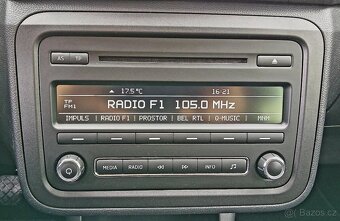 AS TP
17.5°C 16:21
TP
FM1
RADIO F1 105.0 MHz
IMPULS | RADIO F1 | PROSTOR | BEL RTL | Q-MUSIC | MNM
MEDIA RADIO INFO
Bazos.cz